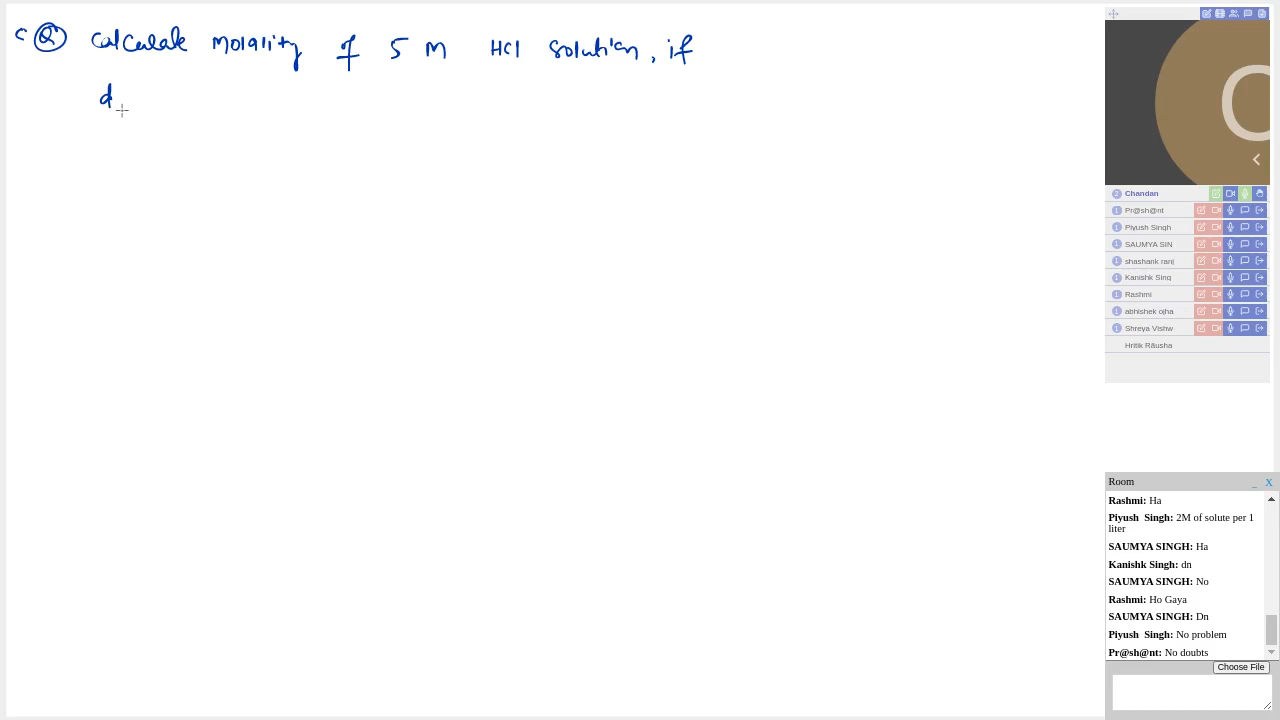 Q. Calculate Molality of 5 M HCl solution, if
d
C
Chandan
Pr@sh@nt
Piyush Singh
SAUMYA SIN
shashank ranj
Kanishk Sing
Rashmi
abhishek ojha
Shreya Vishw
Hritik Räusha
Room _ X
Rashmi: Ha
Piyush Singh: 2M of solute per 1
liter
SAUMYA SINGH: Ha
Kanishk Singh: dn
SAUMYA SINGH: No
Rashmi: Ho Gaya
SAUMYA SINGH: Dn
Piyush Singh: No problem
Pr@sh@nt: No doubts
Choose File